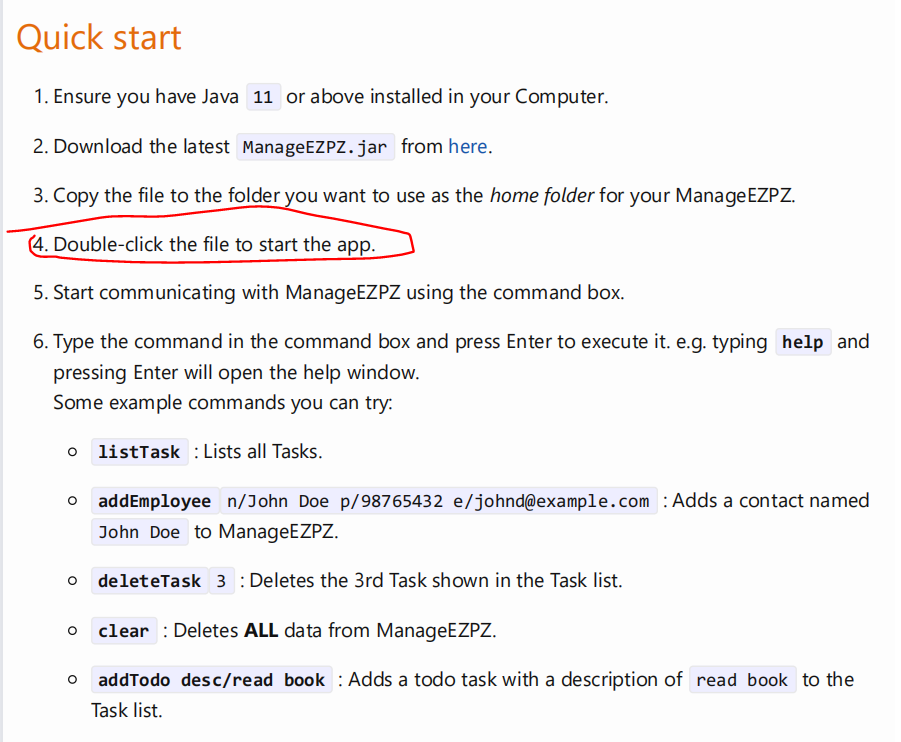 Quick start
1. Ensure you have Java 11 or above installed in your Computer.
2. Download the latest ManageEZPZ.jar from here.
3. Copy the file to the folder you want to use as the home folder for your ManageEZPZ.
4. Double-click the file to start the app.
5. Start communicating with ManageEZPZ using the command box.
6. Type the command in the command box and press Enter to execute it. e.g. typing help and
pressing Enter will open the help window.
Some example commands you can try:
listTask : Lists all Tasks.
addEmployee n/John Doe p/98765432 e/johnd@example.com : Adds a contact named
John Doe to ManageEZPZ.
deleteTask 3 : Deletes the 3rd Task shown in the Task list.
clear : Deletes ALL data from ManageEZPZ.
addTodo desc/read book : Adds a todo task with a description of read book to the
Task list.